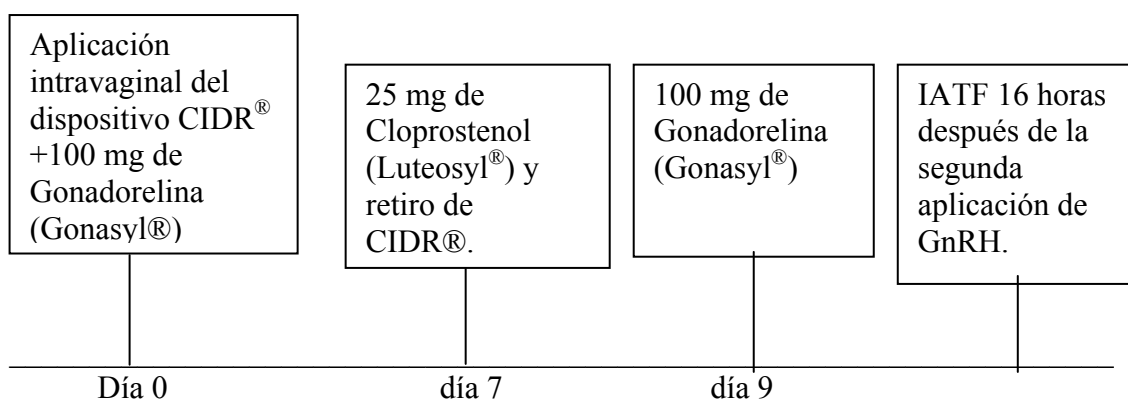 Aplicación
intravaginal del
dispositivo CIDR®
+100 mg de
Gonadorelina
(Gonasyl®)
25 mg de
Cloprostenol
(Luteosyl®) y
retiro de
CIDR®.
100 mg de
Gonadorelina
(Gonasyl®)
IATF 16 horas
después de la
segunda
aplicación de
GnRH.
Día 0
día 7
día 9